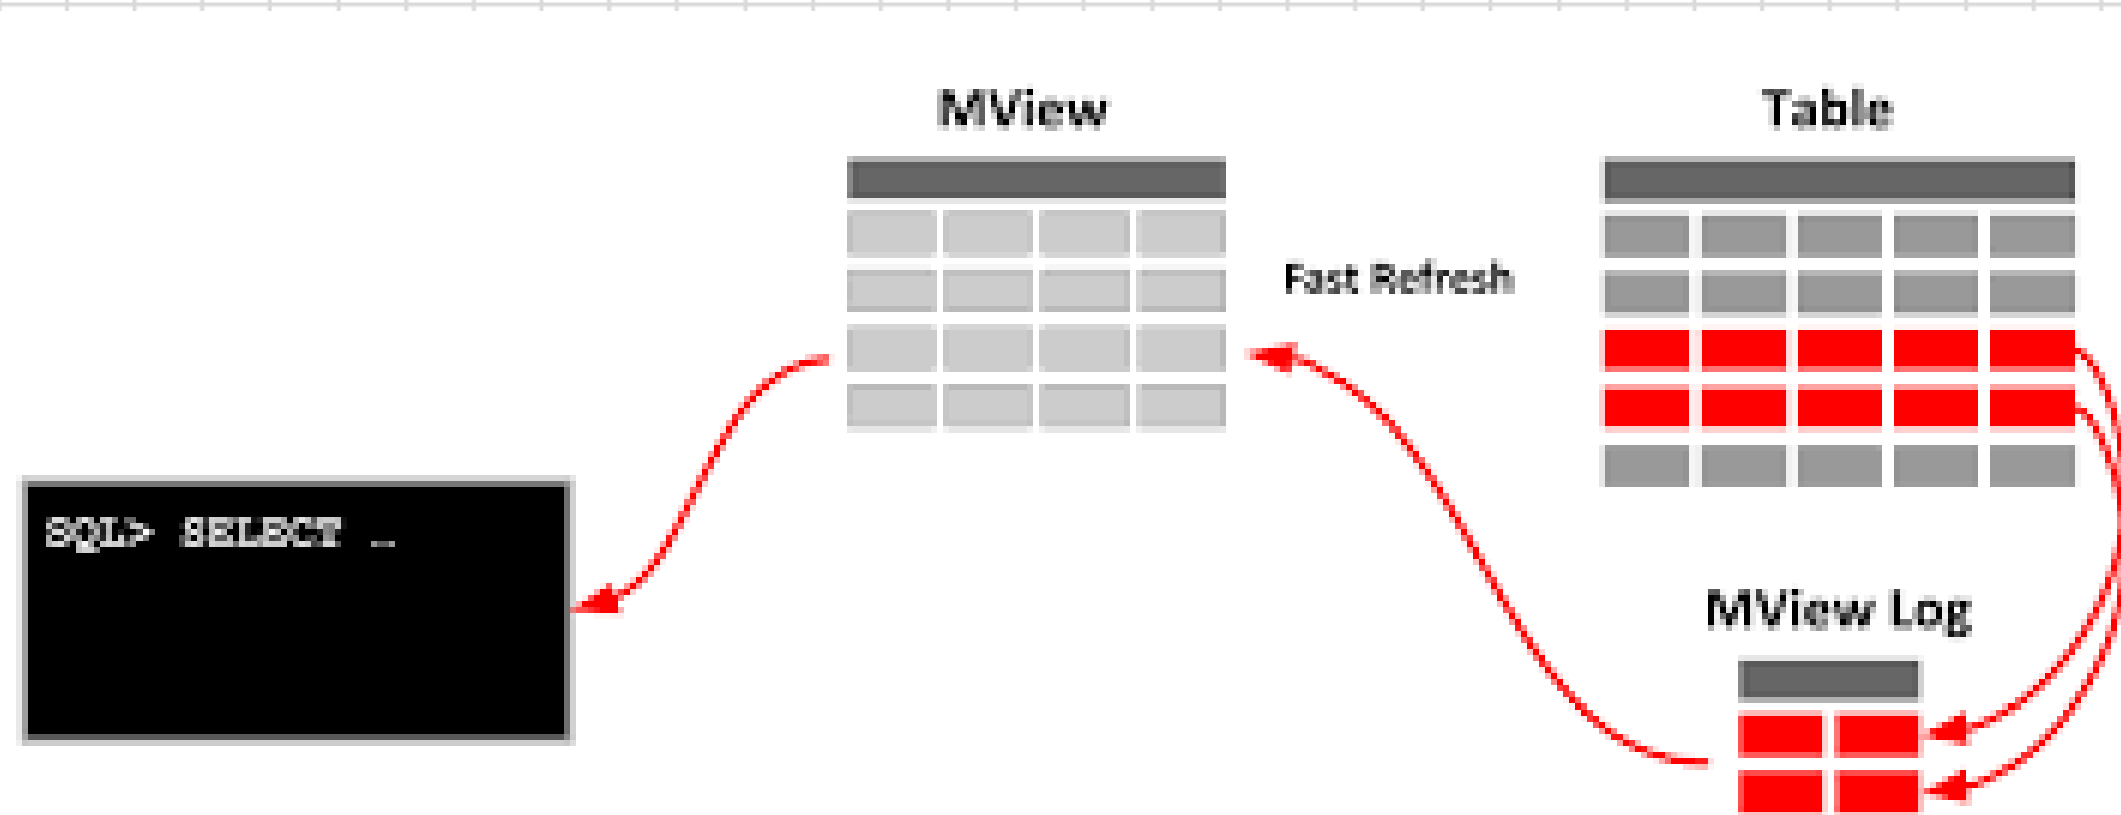 MView
Table
Fast Refresh
SQL> SELECT …
MView Log